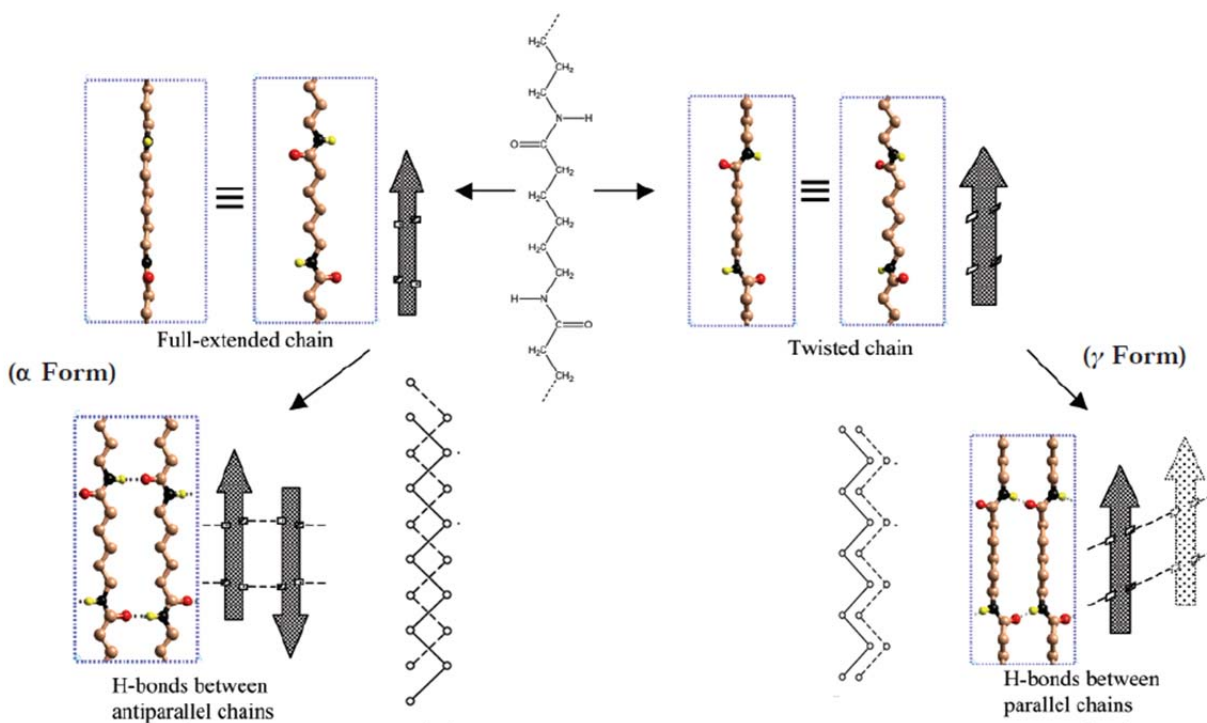 H₂C
CH₂
H₂C
N—H
O=C
CH₂
H₂C
CH₂
H₂C
CH₂
H—N
C=O
H₂C
CH₂
Full-extended chain
Twisted chain
(α Form)
(γ Form)
H-bonds between
antiparallel chains
H-bonds between
parallel chains